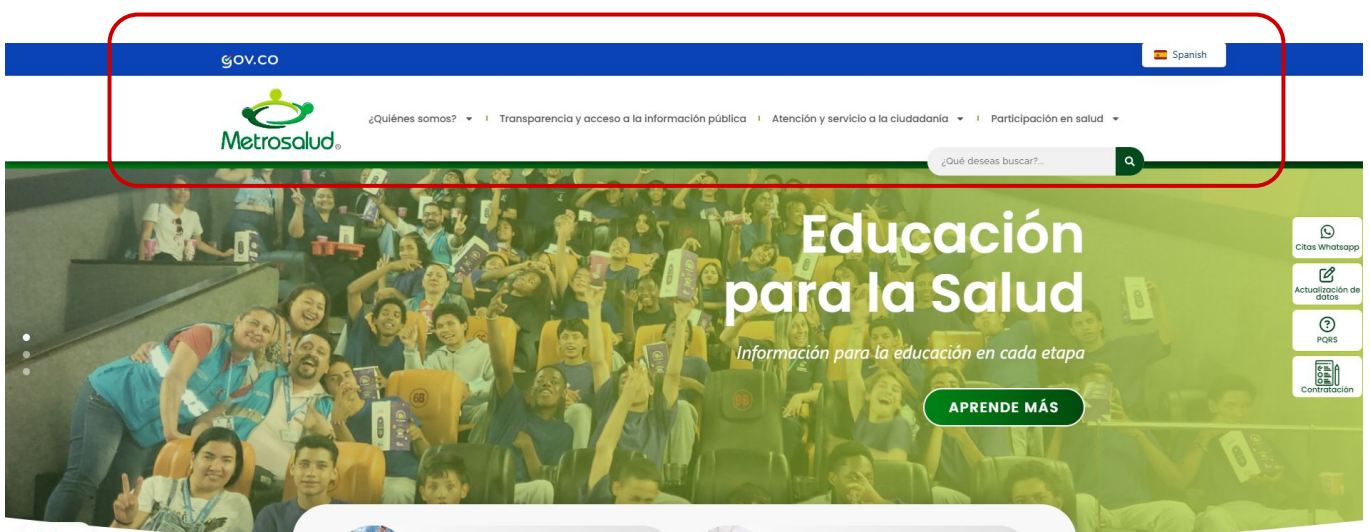 GOV.CO
Spanish
Metrosalud®
¿Quiénes somos?
Transparencia y acceso a la información pública
Atención y servicio a la ciudadanía
Participación en salud
¿Qué deseas buscar?...
Educación
para la Salud
Información para la educación en cada etapa
APRENDE MÁS
Citas Whatsapp
Actualización de
datos
PQRS
Contratación